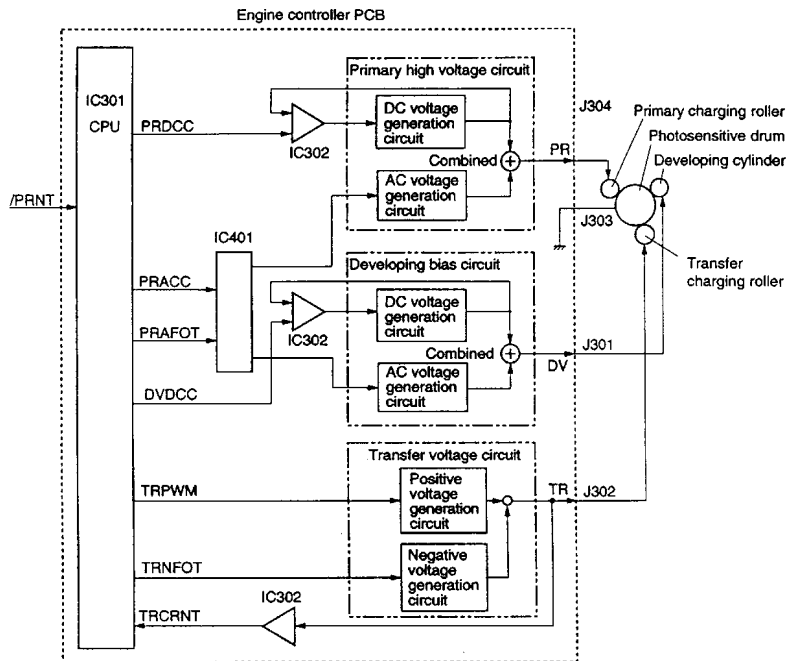 Engine controller PCB
IC301
CPU
/PRNT
PRDCC
IC302
Primary high voltage circuit
DC voltage
generation
circuit
Combined
AC voltage
generation
circuit
PR
J304
Primary charging roller
Photosensitive drum
Developing cylinder
J303
Transfer
charging roller
IC401
PRACC
PRAFOT
DVDCC
IC302
Developing bias circuit
DC voltage
generation
circuit
Combined
AC voltage
generation
circuit
J301
DV
Transfer voltage circuit
TRPWM
Positive
voltage
generation
circuit
TR
J302
TRNFOT
Negative
voltage
generation
circuit
IC302
TRCRNT